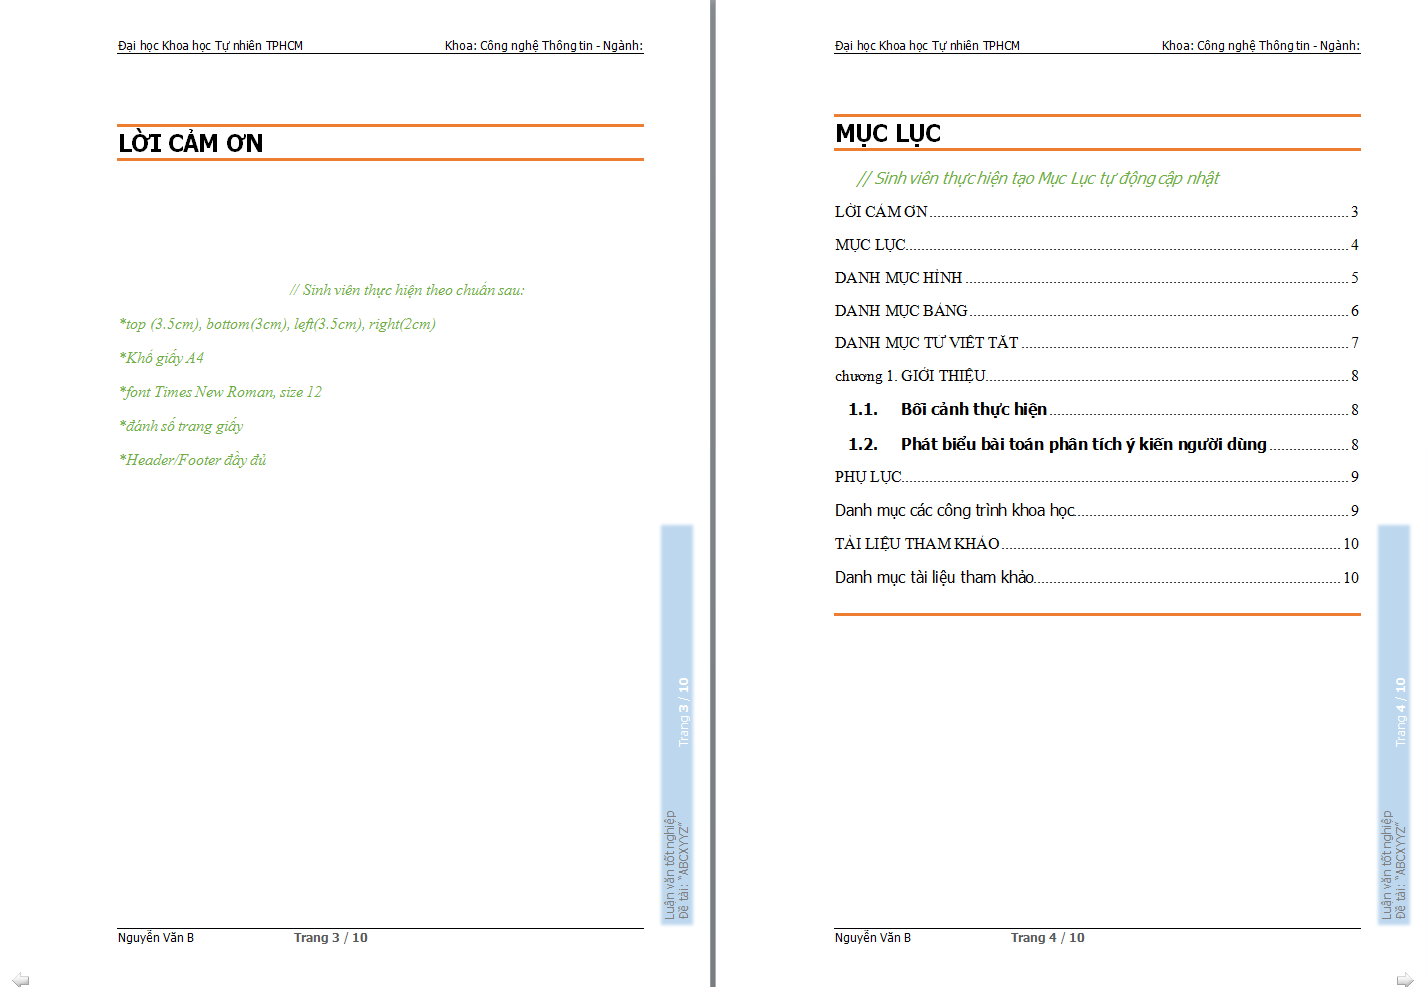 Đại học Khoa học Tự nhiên TPHCM Khoa: Công nghệ Thông tin - Ngành:
LỜI CẢM ƠN
// Sinh viên thực hiện theo chuẩn sau:
*top (3.5cm), bottom(3cm), left(3.5cm), right(2cm)
*Khổ giấy A4
*font Times New Roman, size 12
*đánh số trang giấy
*Header/Footer đầy đủ
Trang 3 / 10
Luận văn tốt nghiệp
Đề tài: “ABCXYYZ”
Nguyễn Văn B Trang 3 / 10
Đại học Khoa học Tự nhiên TPHCM Khoa: Công nghệ Thông tin - Ngành:
MỤC LỤC
// Sinh viên thực hiện tạo Mục Lục tự động cập nhật
LỜI CẢM ƠN 3
MỤC LỤC 4
DANH MỤC HÌNH 5
DANH MỤC BẢNG 6
DANH MỤC TỪ VIẾT TẮT 7
chương 1. GIỚI THIỆU 8
1.1. Bối cảnh thực hiện 8
1.2. Phát biểu bài toán phân tích ý kiến người dùng 8
PHỤ LỤC 9
Danh mục các công trình khoa học 9
TÀI LIỆU THAM KHẢO 10
Danh mục tài liệu tham khảo 10
Trang 4 / 10
Luận văn tốt nghiệp
Đề tài: “ABCXYYZ”
Nguyễn Văn B Trang 4 / 10